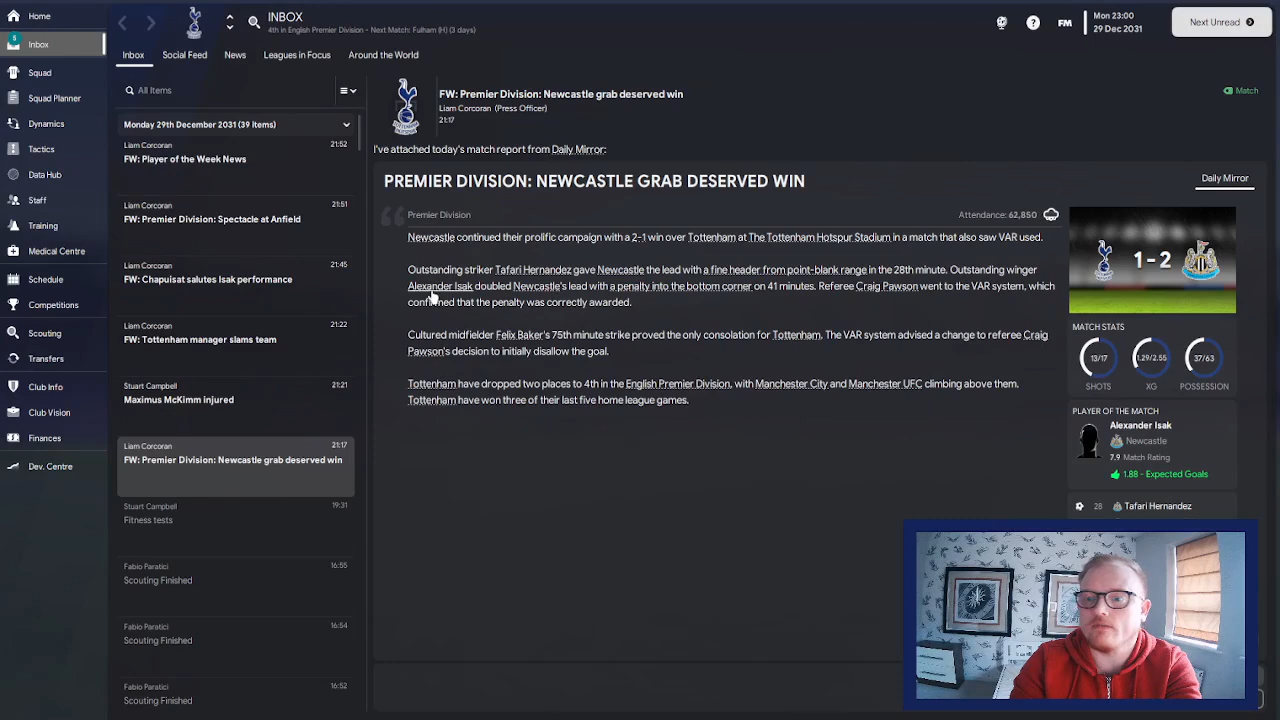 Home
5
Inbox
Squad
Squad Planner
Dynamics
Tactics
Data Hub
Staff
Training
Medical Centre
Schedule
Competitions
Scouting
Transfers
Club Info
Club Vision
Finances
Dev. Centre
INBOX
4th in English Premier Division - Next Match: Fulham (H) (3 days)
?
FM
Mon 23:00
29 Dec 2031
Next Unread
Inbox
Social Feed
News
Leagues in Focus
Around the World
All Items
Monday 29th December 2031 (39 items)
Liam Corcoran 21:52
FW: Player of the Week News
Liam Corcoran 21:51
FW: Premier Division: Spectacle at Anfield
Liam Corcoran 21:45
FW: Chapuisat salutes Isak performance
Liam Corcoran 21:22
FW: Tottenham manager slams team
Stuart Campbell 21:21
Maximus McKimm injured
Liam Corcoran 21:17
FW: Premier Division: Newcastle grab deserved win
Stuart Campbell 19:31
Fitness tests
Fabio Paratici 16:55
Scouting Finished
Fabio Paratici 16:54
Scouting Finished
Fabio Paratici 16:52
Scouting Finished
FW: Premier Division: Newcastle grab deserved win
Liam Corcoran (Press Officer)
21:17
Match
I've attached today's match report from Daily Mirror:
PREMIER DIVISION: NEWCASTLE GRAB DESERVED WIN
Daily Mirror
Premier Division
Attendance: 62,850
Newcastle continued their prolific campaign with a 2-1 win over Tottenham at The Tottenham Hotspur Stadium in a match that also saw VAR used.
Outstanding striker Tafari Hernandez gave Newcastle the lead with a fine header from point-blank range in the 28th minute. Outstanding winger
Alexander Isak doubled Newcastle's lead with a penalty into the bottom corner on 41 minutes. Referee Craig Pawson went to the VAR system, which
confirmed that the penalty was correctly awarded.
Cultured midfielder Felix Baker's 75th minute strike proved the only consolation for Tottenham. The VAR system advised a change to referee Craig
Pawson's decision to initially disallow the goal.
Tottenham have dropped two places to 4th in the English Premier Division, with Manchester City and Manchester UFC climbing above them.
Tottenham have won three of their last five home league games.
1 - 2
MATCH STATS
13/17
1.29/2.55
37/63
SHOTS
XG
POSSESSION
PLAYER OF THE MATCH
Alexander Isak
Newcastle
7.9 Match Rating
1.88 - Expected Goals
28 Tafari Hernandez